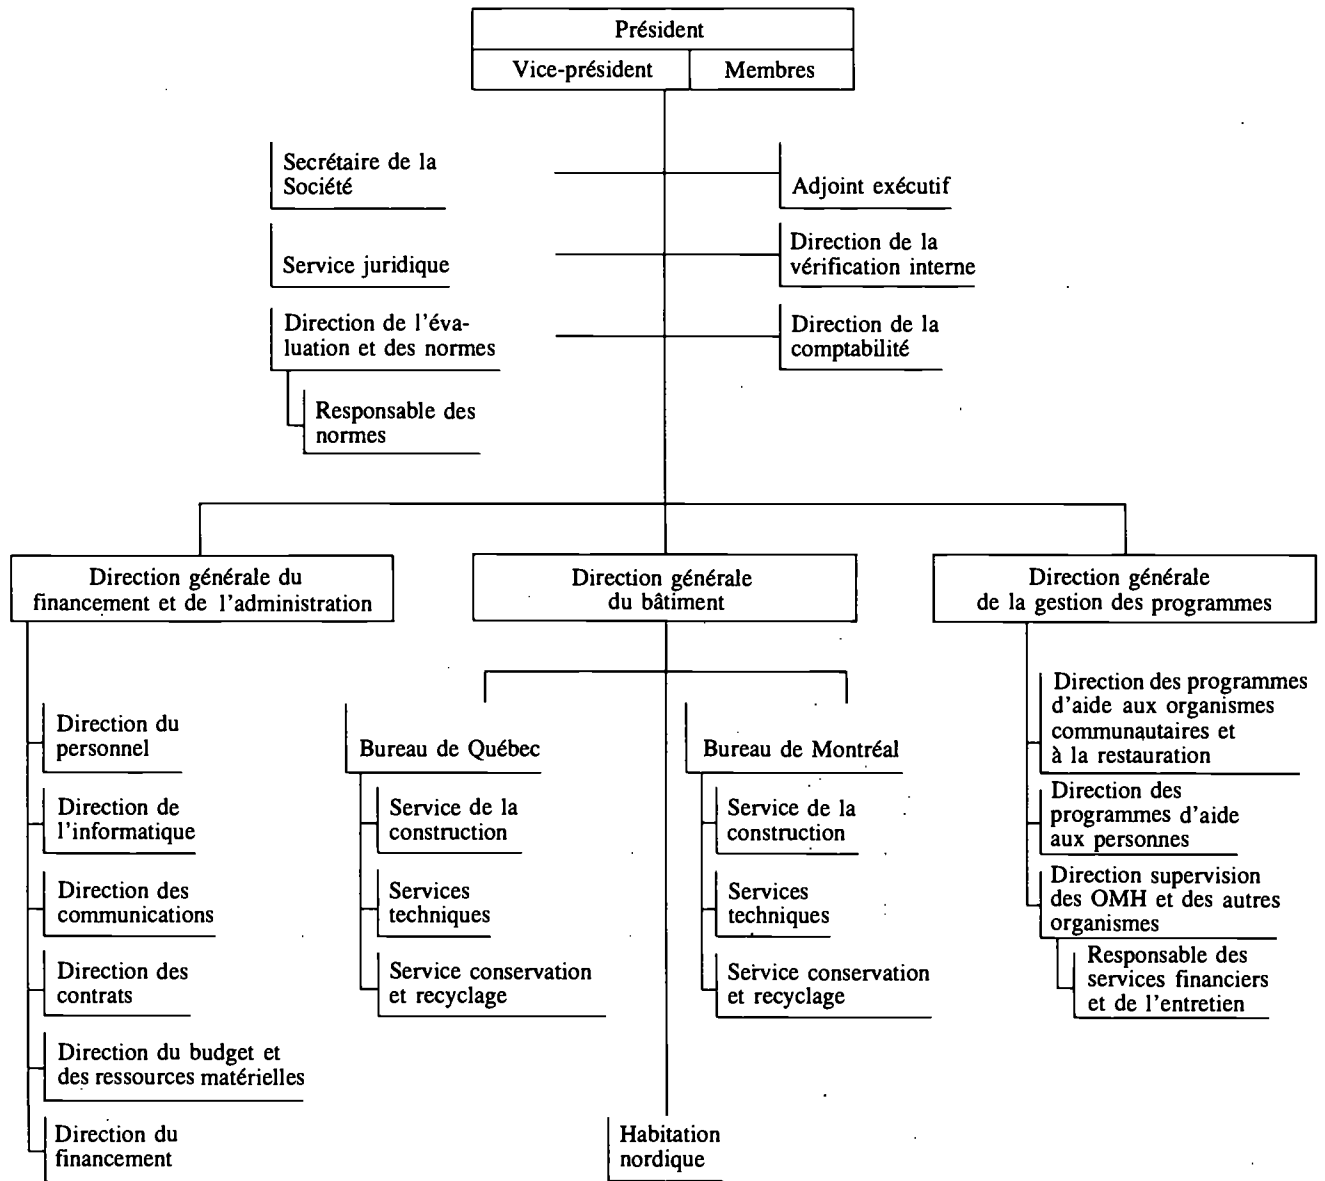 Président
Vice-président
Membres
Secrétaire de la
Société
Adjoint exécutif
Service juridique
Direction de la
vérification interne
Direction de l'éva-
luation et des normes
Direction de la
comptabilité
Responsable des
normes
Direction générale du
financement et de l'administration
Direction générale
du bâtiment
Direction générale
de la gestion des programmes
Direction du
personnel
Direction de
l'informatique
Direction des
communications
Direction des
contrats
Direction du budget et
des ressources matérielles
Direction du
financement
Bureau de Québec
Service de la
construction
Services
techniques
Service conservation
et recyclage
Bureau de Montréal
Service de la
construction
Services
techniques
Service conservation
et recyclage
Habitation
nordique
Direction des programmes
d'aide aux organismes
communautaires et
à la restauration
Direction des
programmes d'aide
aux personnes
Direction supervision
des OMH et des autres
organismes
Responsable des
services financiers
et de l'entretien